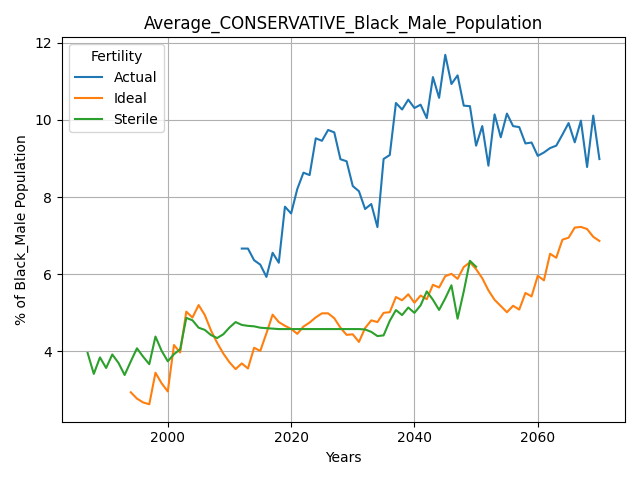 Average_CONSERVATIVE_Black_Male_Population
Fertility
Actual
Ideal
Sterile
% of Black_Male Population
12
10
8
6
4
2000
2020
2040
2060
Years